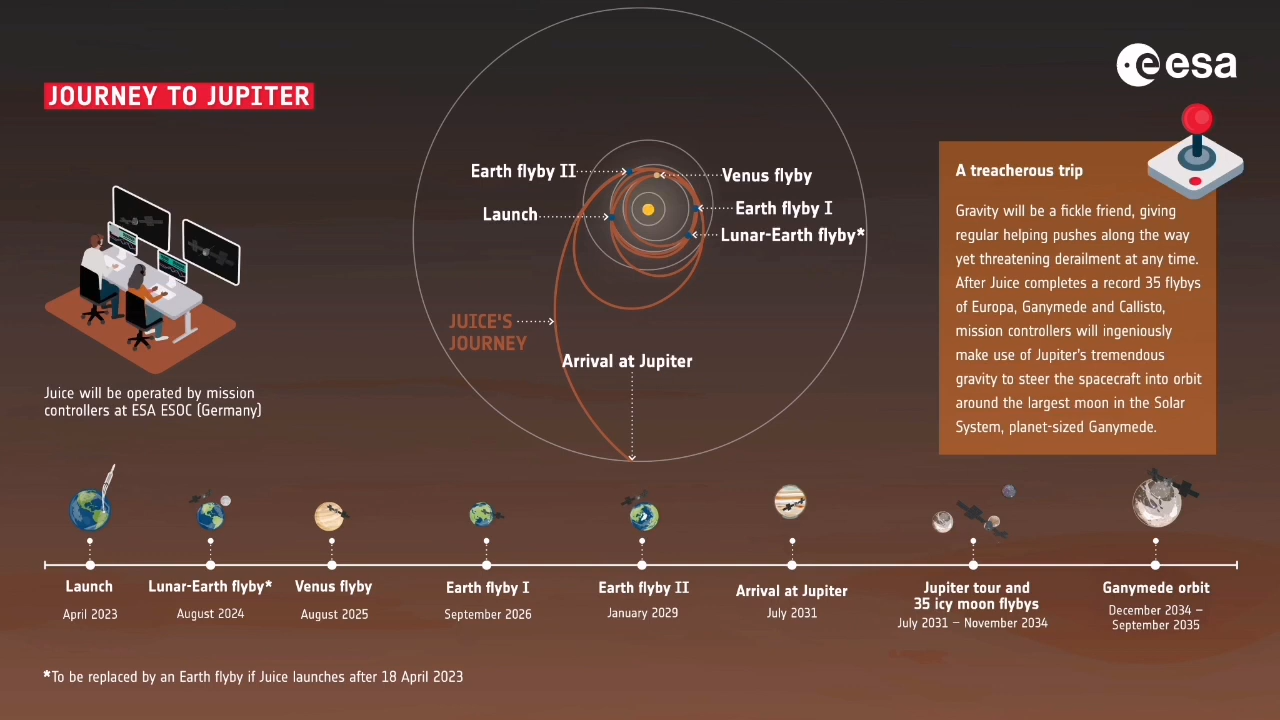 esa
JOURNEY TO JUPITER
Earth flyby II
Venus flyby
Launch
Earth flyby I
Lunar-Earth flyby*
JUICE'S
JOURNEY
Arrival at Jupiter
A treacherous trip
Gravity will be a fickle friend, giving
regular helping pushes along the way
yet threatening derailment at any time.
After Juice completes a record 35 flybys
of Europa, Ganymede and Callisto,
mission controllers will ingeniously
make use of Jupiter's tremendous
gravity to steer the spacecraft into orbit
around the largest moon in the Solar
System, planet-sized Ganymede.
Juice will be operated by mission
controllers at ESA ESOC (Germany)
Launch
April 2023
Lunar-Earth flyby*
August 2024
Venus flyby
August 2025
Earth flyby I
September 2026
Earth flyby II
January 2029
Arrival at Jupiter
July 2031
Jupiter tour and
35 icy moon flybys
July 2031 – November 2034
Ganymede orbit
December 2034 –
September 2035
*To be replaced by an Earth flyby if Juice launches after 18 April 2023